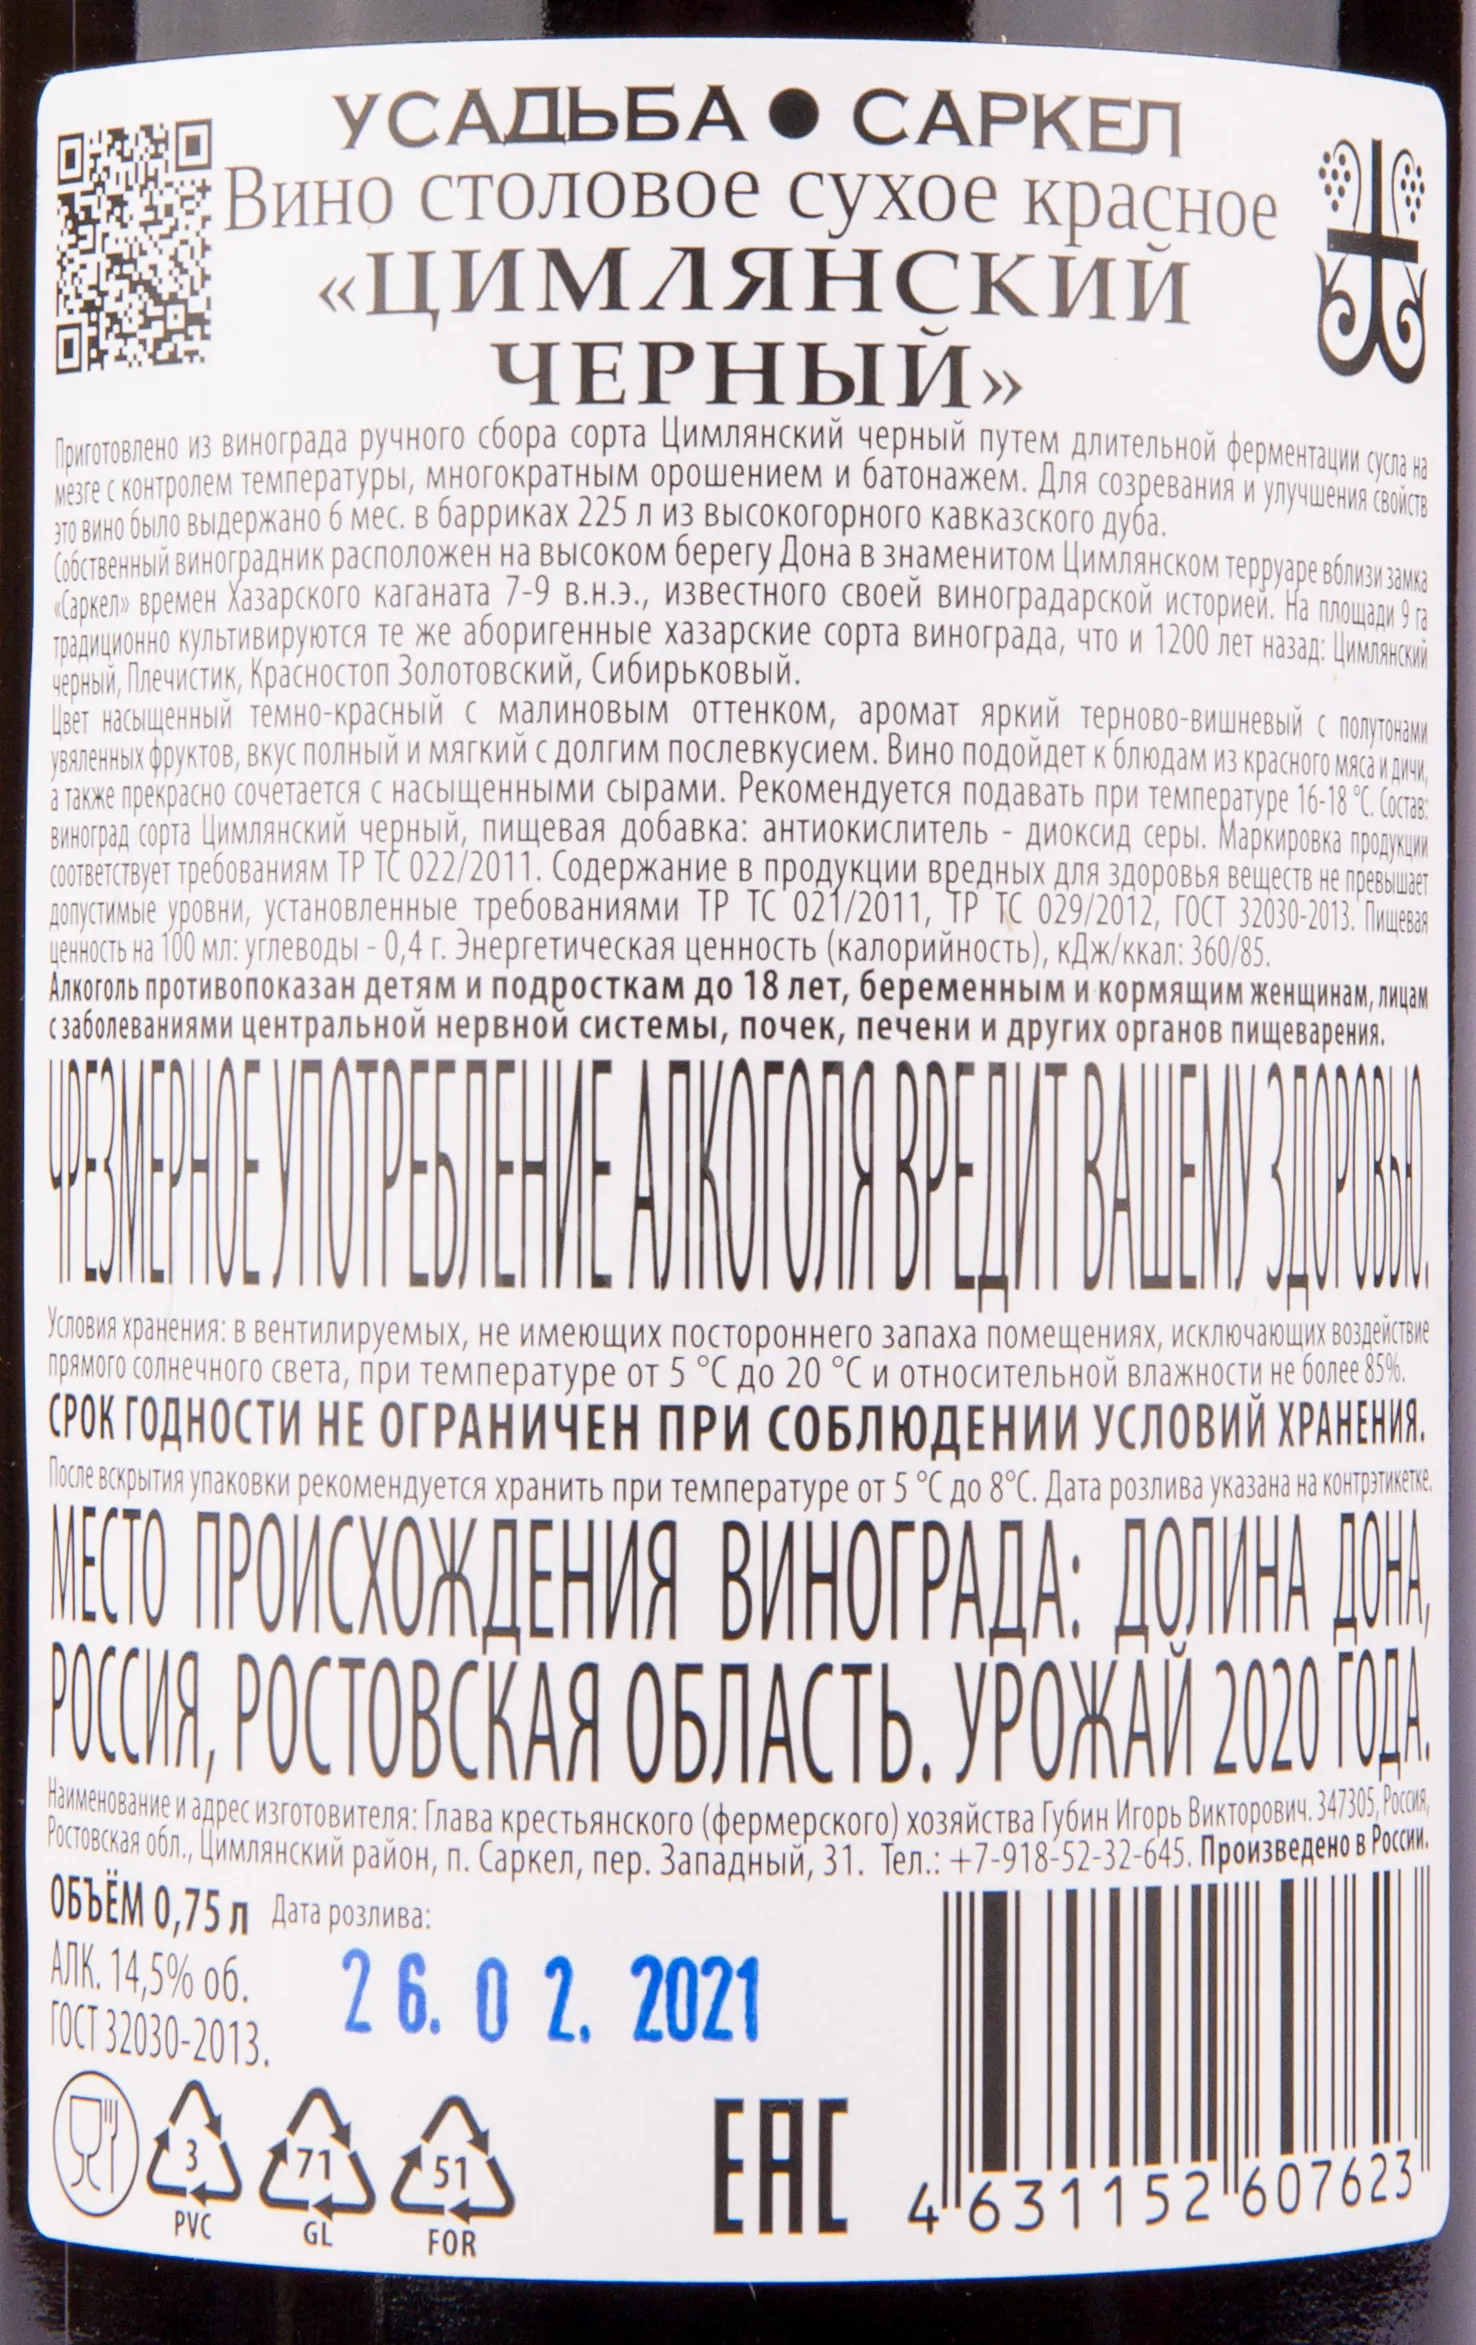 УСАДЬБА • САРКЕЛ
Вино столовое сухое красное
«ЦИМЛЯНСКИЙ
ЧЕРНЫЙ»
Приготовлено из винограда ручного сбора сорта Цимлянский черный путем длительной ферментации сусла на
мезге с контролем температуры, многократным орошением и батонажем. Для созревания и улучшения свойств
это вино было выдержано 6 мес. в барриках 225 л из высокогорного кавказского дуба.
Собственный виноградник расположен на высоком берегу Дона в знаменитом Цимлянском терруаре вблизи замка
«Саркел» времен Хазарского каганата 7-9 в.н.э., известного своей виноградарской историей. На площади 9 га
традиционно культивируются те же аборигенные хазарские сорта винограда, что и 1200 лет назад: Цимлянский
черный, Плечистик, Красностоп Золотовский, Сибирьковый.
Цвет насыщенный темно-красный с малиновым оттенком, аромат яркий терново-вишневый с полутонами
увяленных фруктов, вкус полный и мягкий с долгим послевкусием. Вино подойдет к блюдам из красного мяса и дичи,
а также прекрасно сочетается с насыщенными сырами. Рекомендуется подавать при температуре 16-18 °С. Состав:
виноград сорта Цимлянский черный, пищевая добавка: антиокислитель - диоксид серы. Маркировка продукции
соответствует требованиям ТР ТС 022/2011. Содержание в продукции вредных для здоровья веществ не превышает
допустимые уровни, установленные требованиями ТР ТС 021/2011, ТР ТС 029/2012, ГОСТ 32030-2013. Пищевая
ценность на 100 мл: углеводы - 0,4 г. Энергетическая ценность (калорийность), кДж/ккал: 360/85.
Алкоголь противопоказан детям и подросткам до 18 лет, беременным и кормящим женщинам, лицам
с заболеваниями центральной нервной системы, почек, печени и других органов пищеварения.
ЧРЕЗМЕРНОЕ УПОТРЕБЛЕНИЕ АЛКОГОЛЯ ВРЕДИТ ВАШЕМУ ЗДОРОВЬЮ.
Условия хранения: в вентилируемых, не имеющих постороннего запаха помещениях, исключающих воздействие
прямого солнечного света, при температуре от 5 °С до 20 °С и относительной влажности не более 85%.
СРОК ГОДНОСТИ НЕ ОГРАНИЧЕН ПРИ СОБЛЮДЕНИИ УСЛОВИЙ ХРАНЕНИЯ.
После вскрытия упаковки рекомендуется хранить при температуре от 5 °С до 8°С. Дата розлива указана на контрэтикетке.
МЕСТО ПРОИСХОЖДЕНИЯ ВИНОГРАДА: ДОЛИНА ДОНА,
РОССИЯ, РОСТОВСКАЯ ОБЛАСТЬ. УРОЖАЙ 2020 ГОДА.
Наименование и адрес изготовителя: Глава крестьянского (фермерского) хозяйства Губин Игорь Викторович. 347305, Россия,
Ростовская обл., Цимлянский район, п. Саркел, пер. Западный, 31. Тел.: +7-918-52-32-645. Произведено в России.
ОБЪЁМ 0,75 л Дата розлива:
АЛК. 14,5% об.
26.02.2021
ГОСТ 32030-2013.
3 71 51
PVC GL FOR
EAC
4 631152 607623